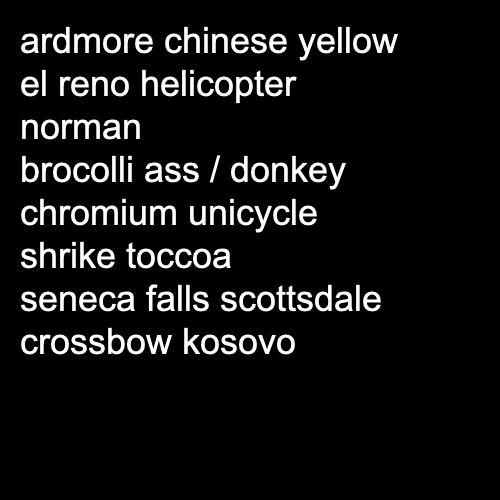 ardmore chinese yellow
el reno helicopter
norman
brocolli ass / donkey
chromium unicycle
shrike toccoa
seneca falls scottsdale
crossbow kosovo